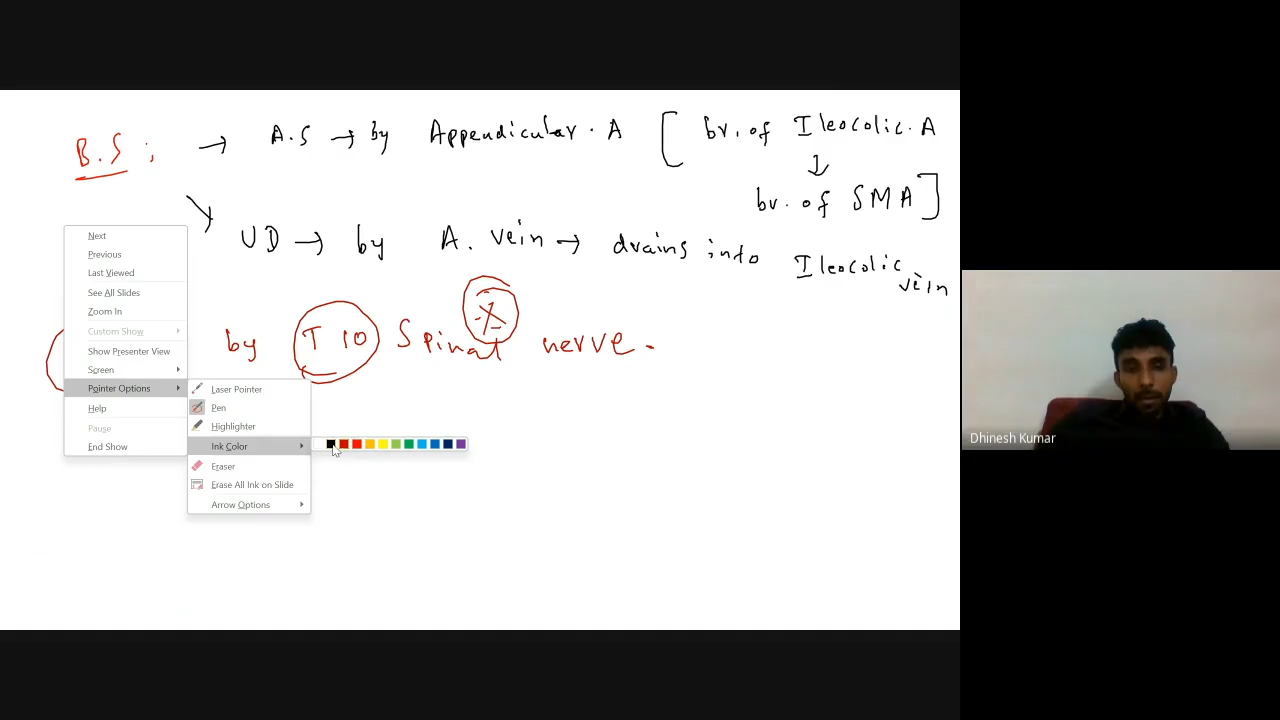 B.S : → A.S → by Appendicular . A [ br. of Ileocolic . A
↓
br. of SMA ]
VD → by A. vein → drains into Ileocolic
vein
by T 10 Spinal nerve .
Next
Previous
Last Viewed
See All Slides
Zoom In
Custom Show
Show Presenter View
Screen
Pointer Options
Help
Pause
End Show
Laser Pointer
Pen
Highlighter
Ink Color
Eraser
Erase All Ink on Slide
Arrow Options
Dhinesh Kumar